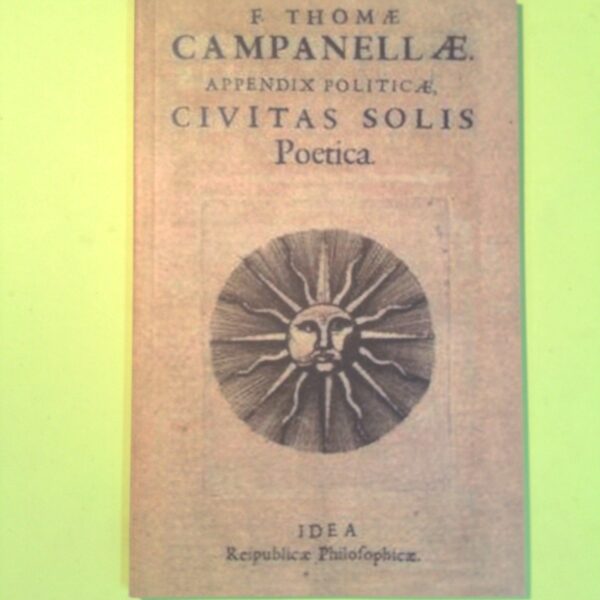 F. THOMÆ
CAMPANELLÆ.
APPENDIX POLITICÆ,
CIVITAS SOLIS
Poetica.
IDEA
Reipublicæ Philoſophicæ.